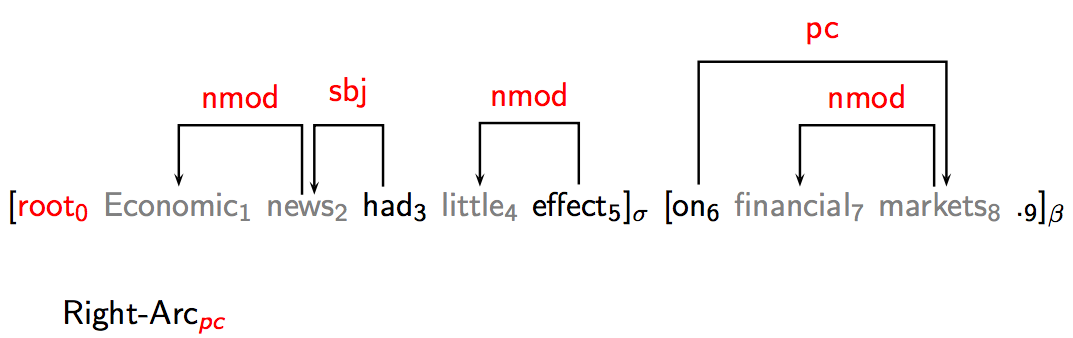 pc
nmod sbj nmod nmod
[root₀ Economic₁ news₂ had₃ little₄ effect₅]σ [on₆ financial₇ markets₈ .₉]β
Right-Arcpc